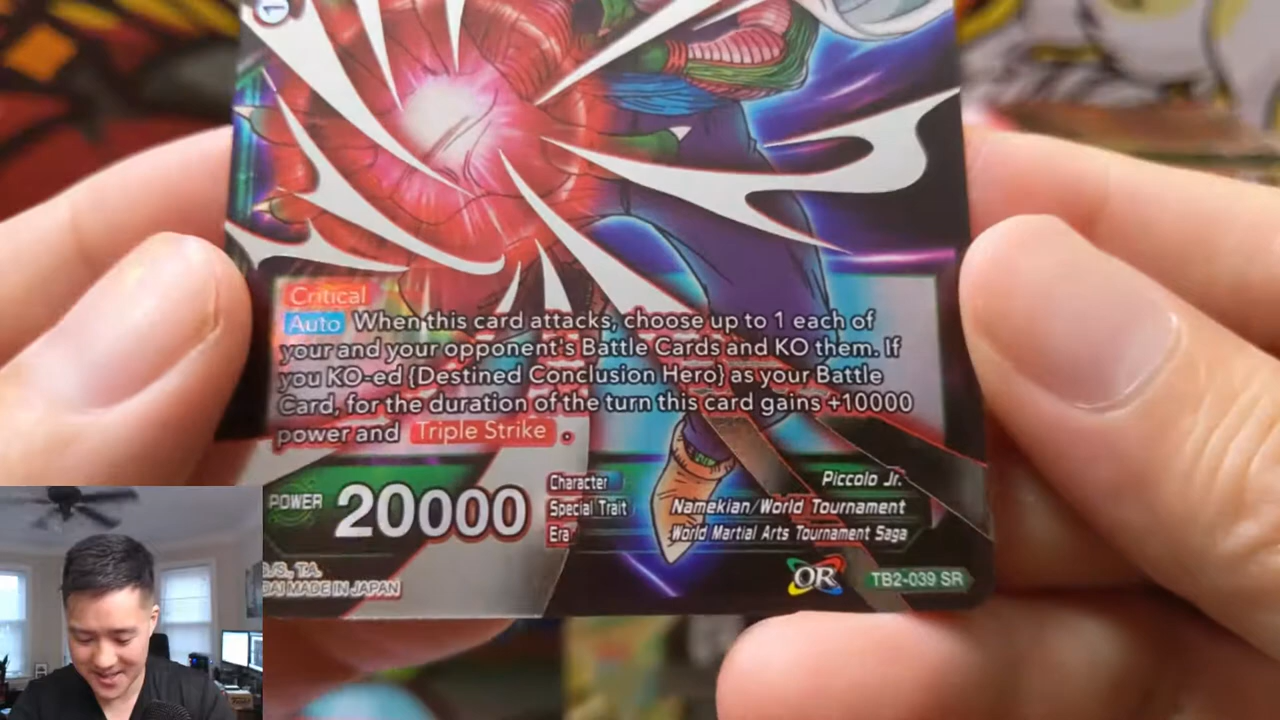 1
Critical
Auto When this card attacks, choose up to 1 each of
your and your opponent's Battle Cards and KO them. If
you KO-ed {Destined Conclusion Hero} as your Battle
Card, for the duration of the turn this card gains +10000
power and Triple Strike .
POWER 20000
Character Piccolo Jr.
Special Trait Namekian/World Tournament
Era World Martial Arts Tournament Saga
S./S., T.A.
DAI MADE IN JAPAN
OR TB2-039 SR